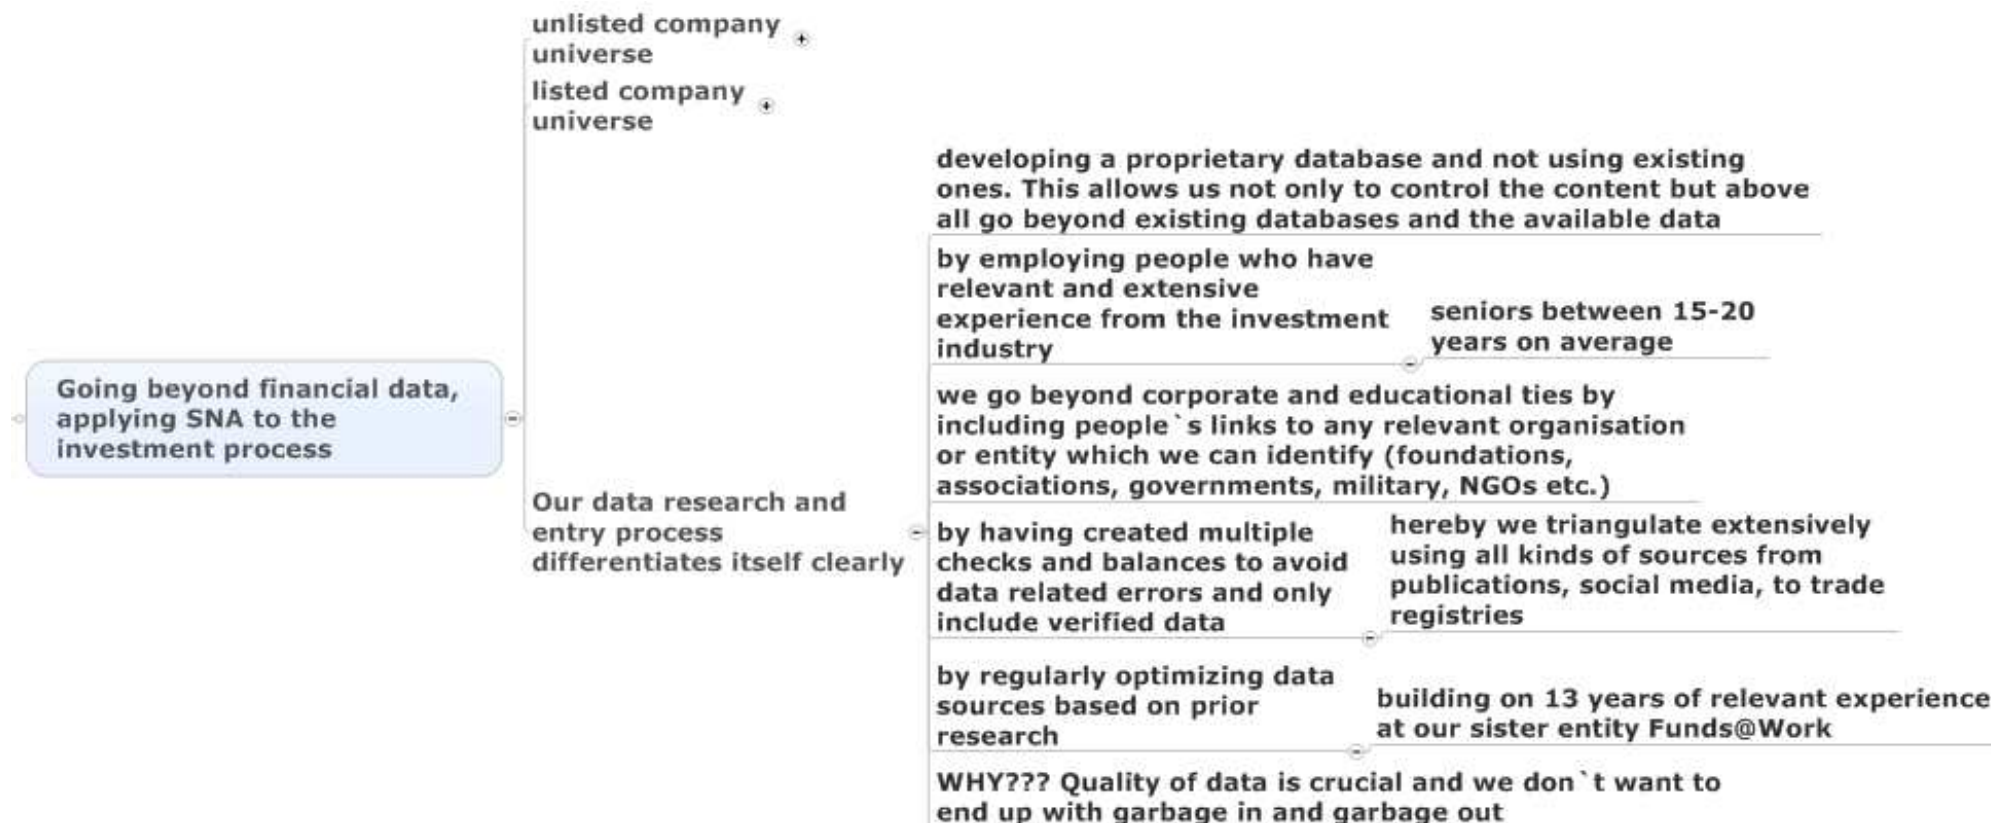 unlisted company
universe
listed company
universe
Going beyond financial data,
applying SNA to the
investment process
Our data research and
entry process
differentiates itself clearly
developing a proprietary database and not using existing
ones. This allows us not only to control the content but above
all go beyond existing databases and the available data
by employing people who have
relevant and extensive
experience from the investment
industry
seniors between 15-20
years on average
we go beyond corporate and educational ties by
including people`s links to any relevant organisation
or entity which we can identify (foundations,
associations, governments, military, NGOs etc.)
by having created multiple
checks and balances to avoid
data related errors and only
include verified data
hereby we triangulate extensively
using all kinds of sources from
publications, social media, to trade
registries
by regularly optimizing data
sources based on prior
research
building on 13 years of relevant experience
at our sister entity Funds@Work
WHY??? Quality of data is crucial and we don`t want to
end up with garbage in and garbage out